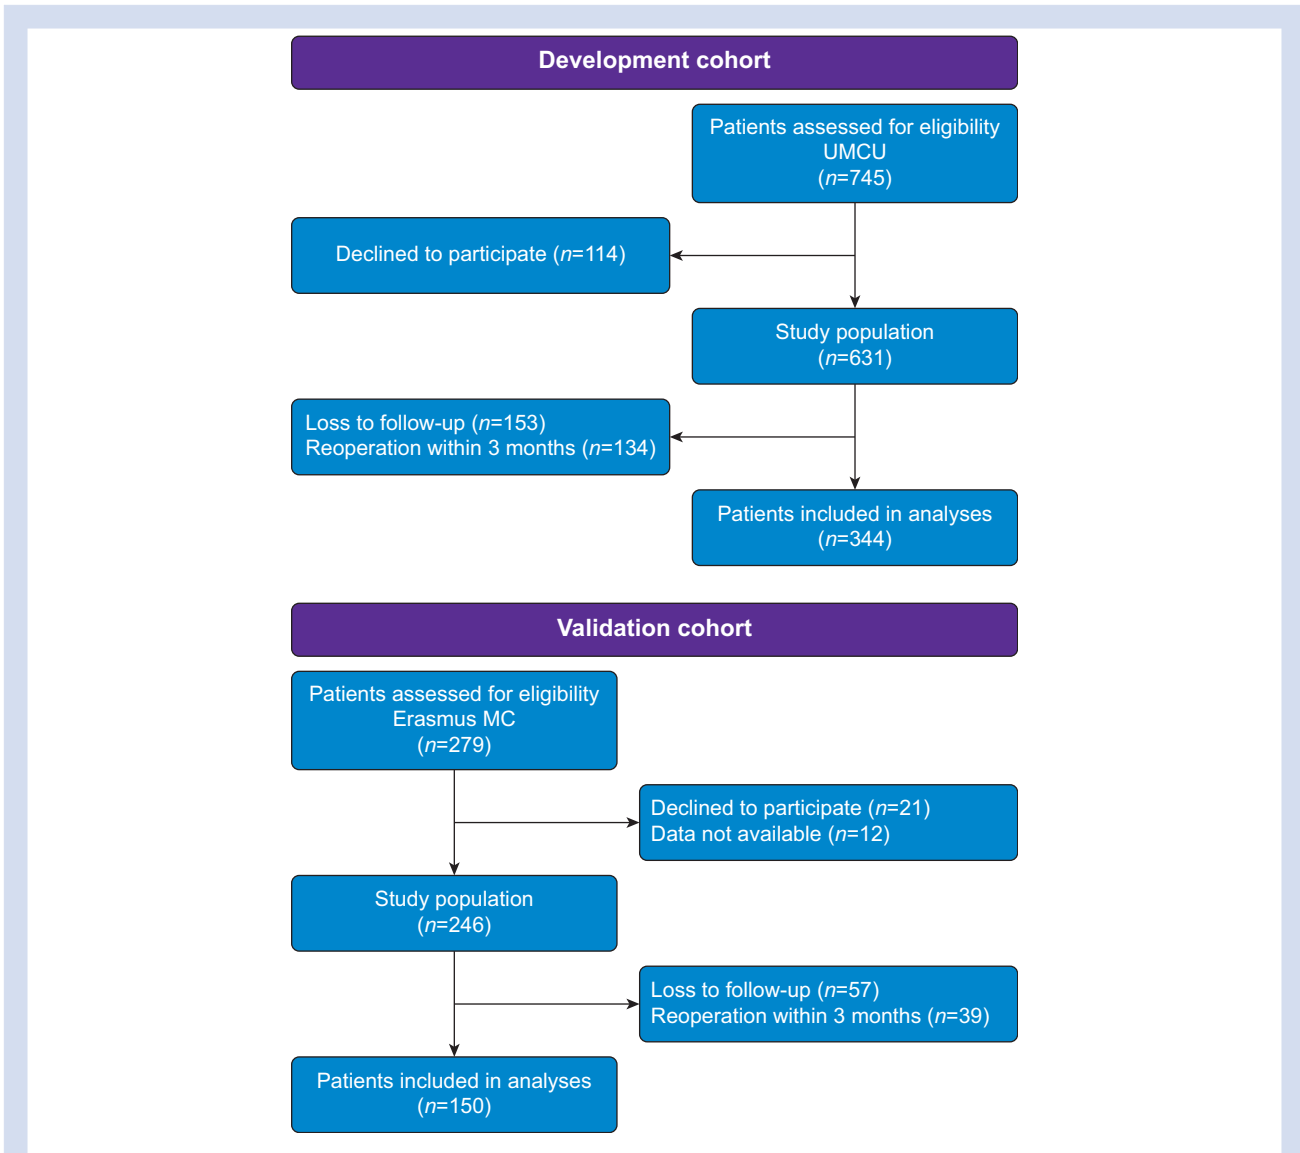 Development cohort
Patients assessed for eligibility
UMCU
(n=745)
Declined to participate (n=114)
Study population
(n=631)
Loss to follow-up (n=153)
Reoperation within 3 months (n=134)
Patients included in analyses
(n=344)
Validation cohort
Patients assessed for eligibility
Erasmus MC
(n=279)
Declined to participate (n=21)
Data not available (n=12)
Study population
(n=246)
Loss to follow-up (n=57)
Reoperation within 3 months (n=39)
Patients included in analyses
(n=150)